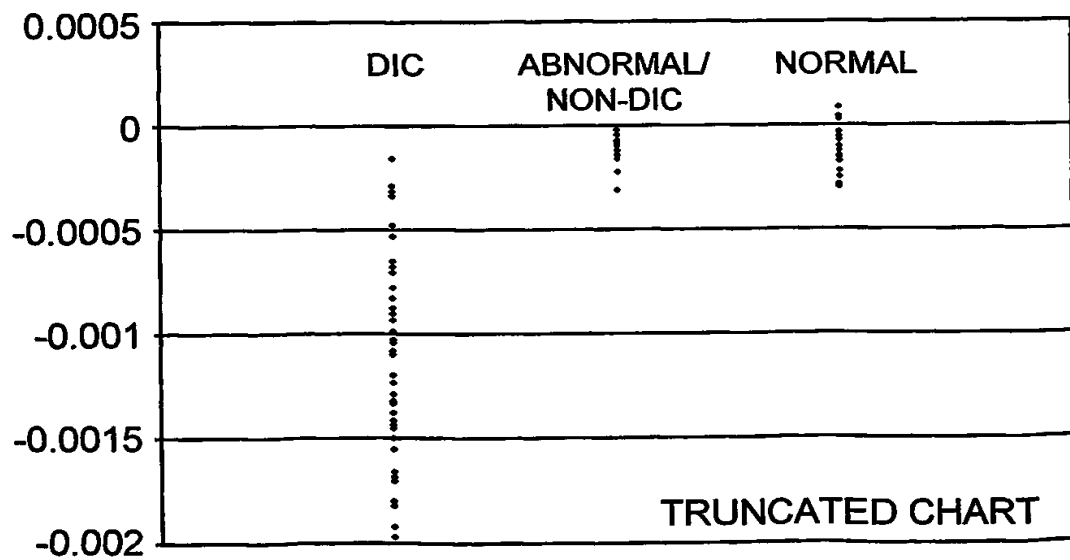 0.0005
DIC
ABNORMAL/
NON-DIC
NORMAL
0
-0.0005
-0.001
-0.0015
TRUNCATED CHART
-0.002